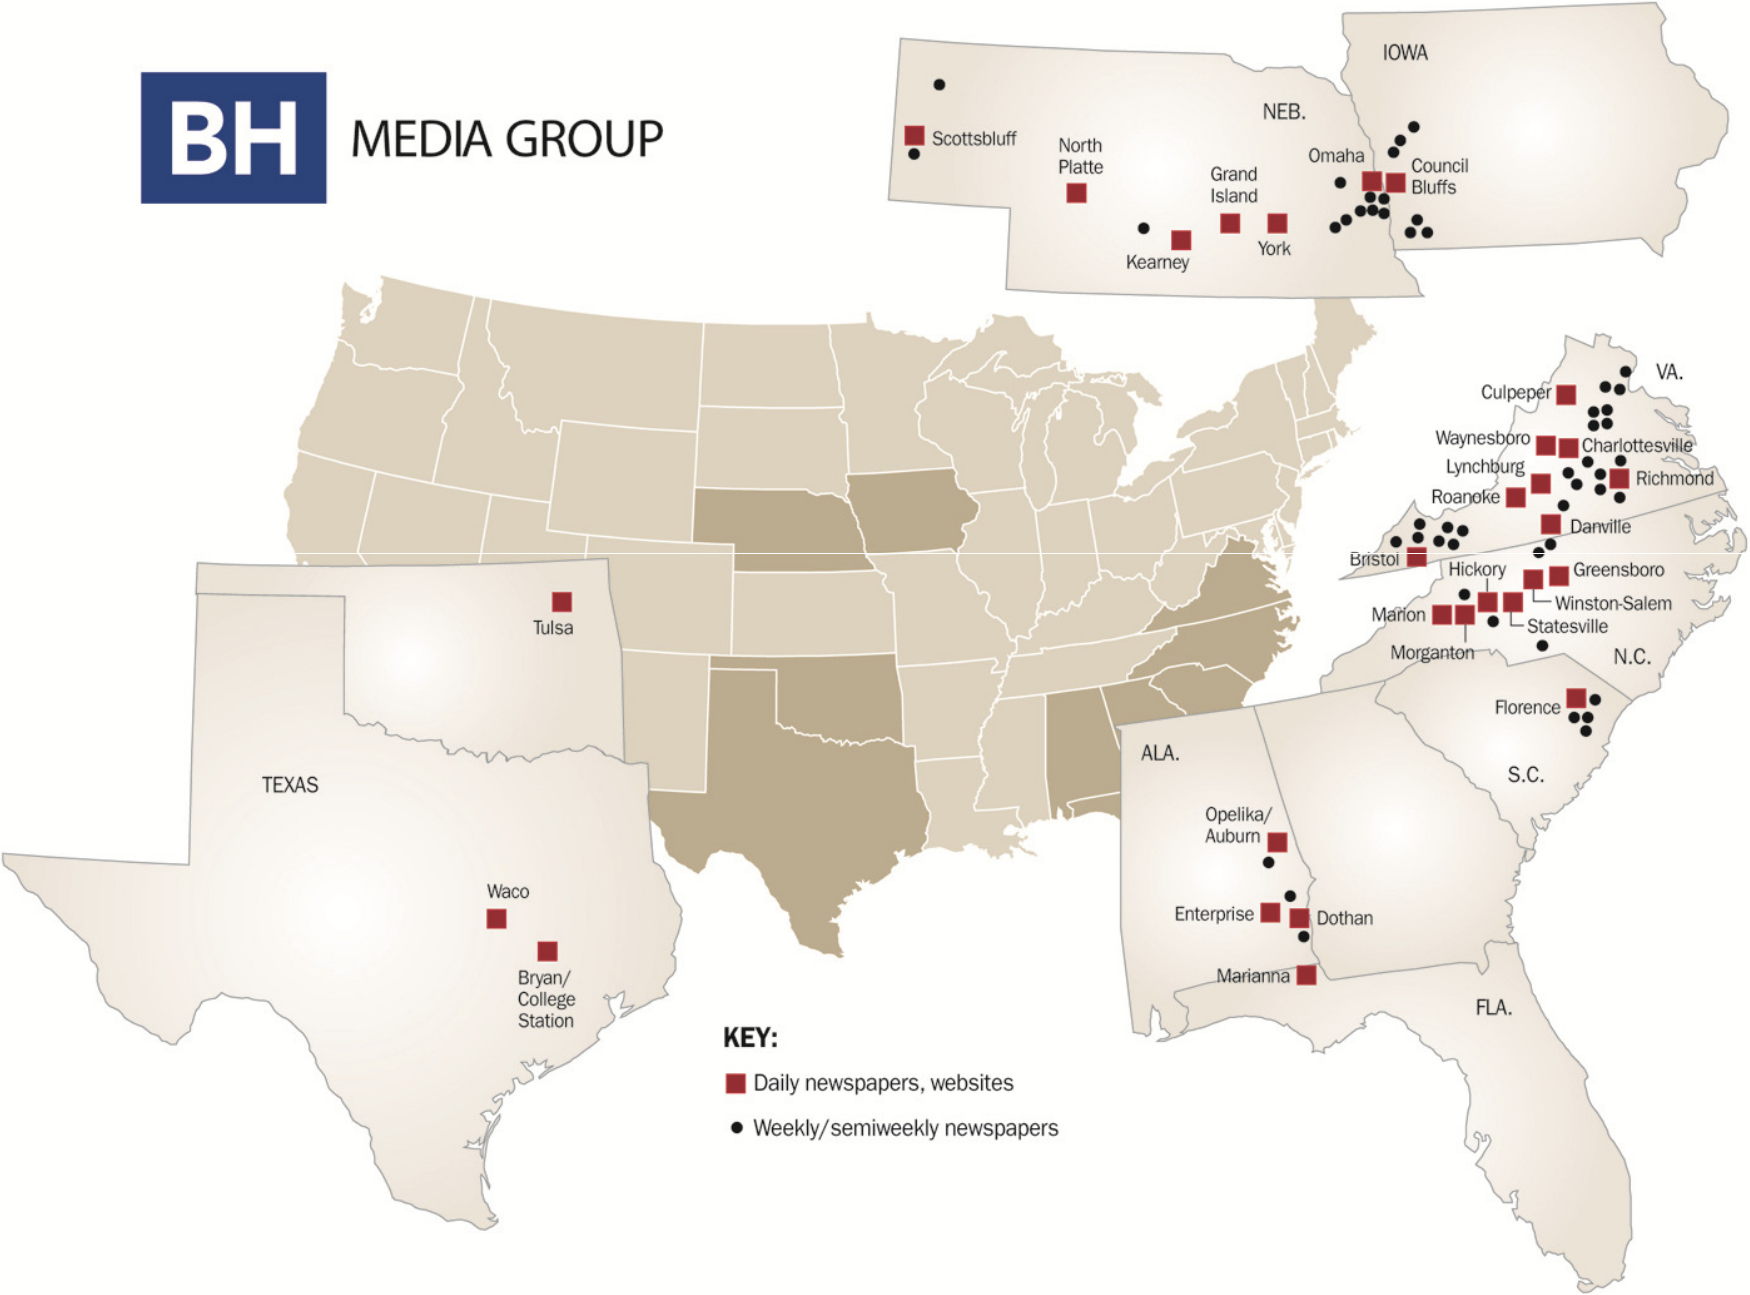 BH
MEDIA GROUP
IOWA
NEB.
Scottsbluff
North
Platte
Grand
Island
Omaha
Council
Bluffs
Kearney
York
VA.
Culpeper
Waynesboro
Charlottesville
Lynchburg
Richmond
Roanoke
Danville
Bristol
Hickory
Greensboro
Winston-Salem
Marion
Statesville
Morganton
N.C.
Florence
S.C.
Tulsa
TEXAS
Waco
Bryan/
College
Station
ALA.
Opelika/
Auburn
Enterprise
Dothan
Marianna
FLA.
KEY:
Daily newspapers, websites
Weekly/semiweekly newspapers